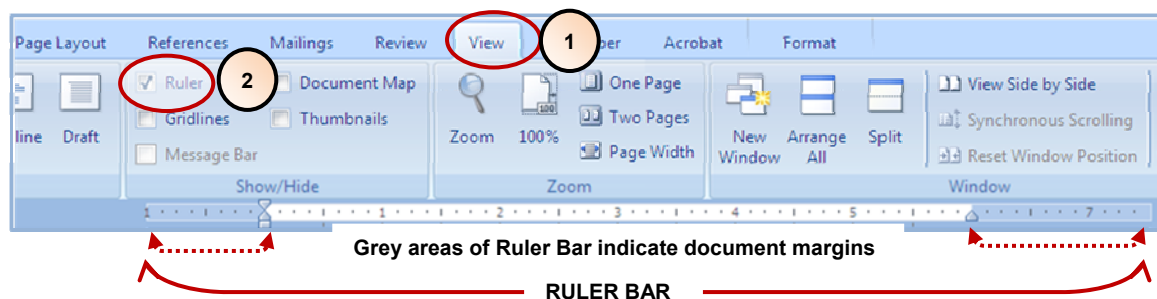 Page Layout References Mailings Review View 1 per Acrobat Format
Ruler 2 Document Map One Page View Side by Side
Gridlines Thumbnails Two Pages Synchronous Scrolling
line Draft Zoom 100% New Window Arrange All Split
Message Bar Page Width Reset Window Position
Show/Hide Zoom Window
1 1 2 3 4 5 7
Grey areas of Ruler Bar indicate document margins
RULER BAR